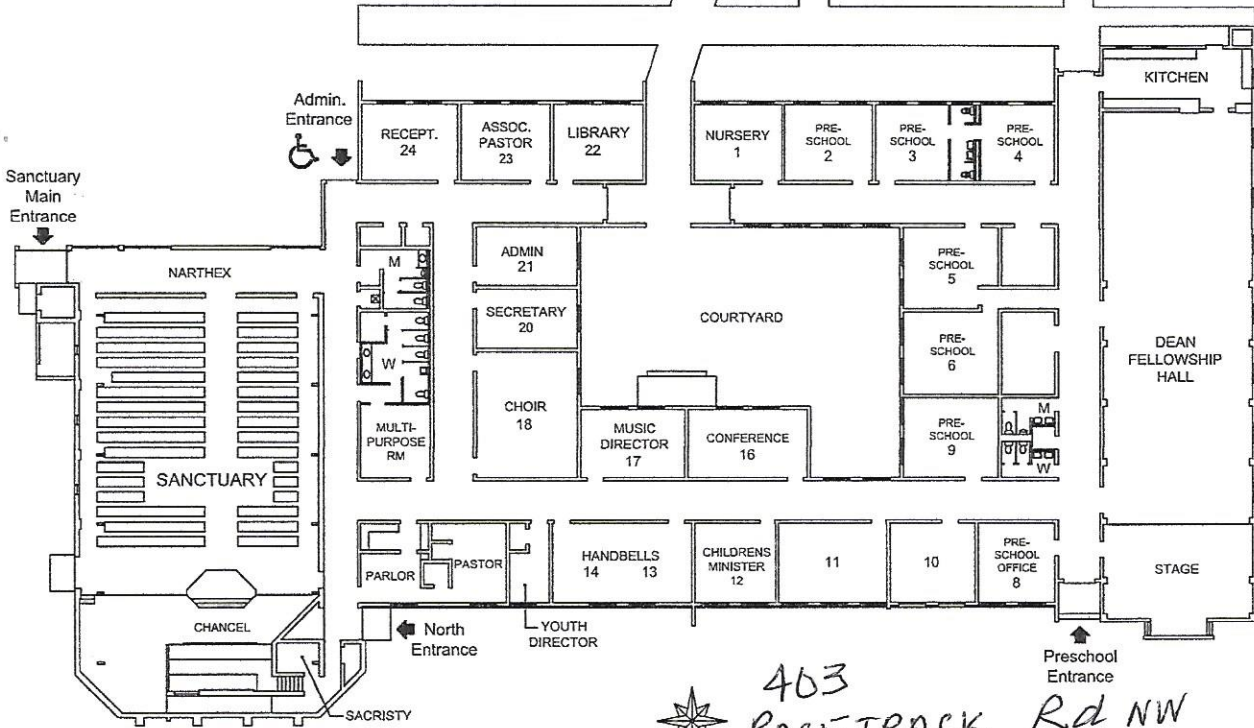 KITCHEN
Admin.
Entrance
RECEPT.
24
ASSOC.
PASTOR
23
LIBRARY
22
NURSERY
1
PRE-
SCHOOL
2
PRE-
SCHOOL
3
PRE-
SCHOOL
4
Sanctuary
Main
Entrance
NARTHEX
M
ADMIN
21
PRE-
SCHOOL
5
SECRETARY
20
COURTYARD
W
PRE-
SCHOOL
6
DEAN
FELLOWSHIP
HALL
CHOIR
18
MULTI-
PURPOSE
RM
MUSIC
DIRECTOR
17
CONFERENCE
16
PRE-
SCHOOL
9
M
W
SANCTUARY
PARLOR
PASTOR
HANDBELLS
14 13
CHILDRENS
MINISTER
12
11
10
PRE-
SCHOOL
OFFICE
8
STAGE
CHANCEL
North
Entrance
YOUTH
DIRECTOR
Preschool
Entrance
SACRISTY
403
RACETRACK Rd NW